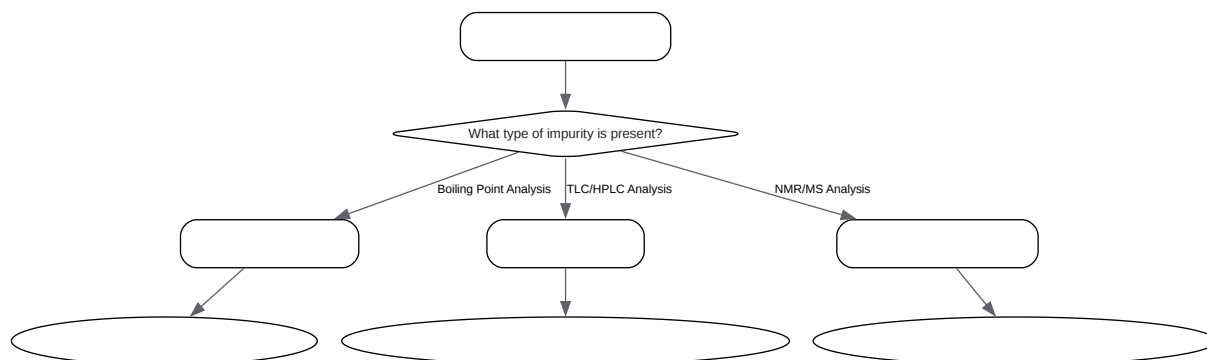 What type of impurity is present?
Boiling Point Analysis
TLC/HPLC Analysis
NMR/MS Analysis